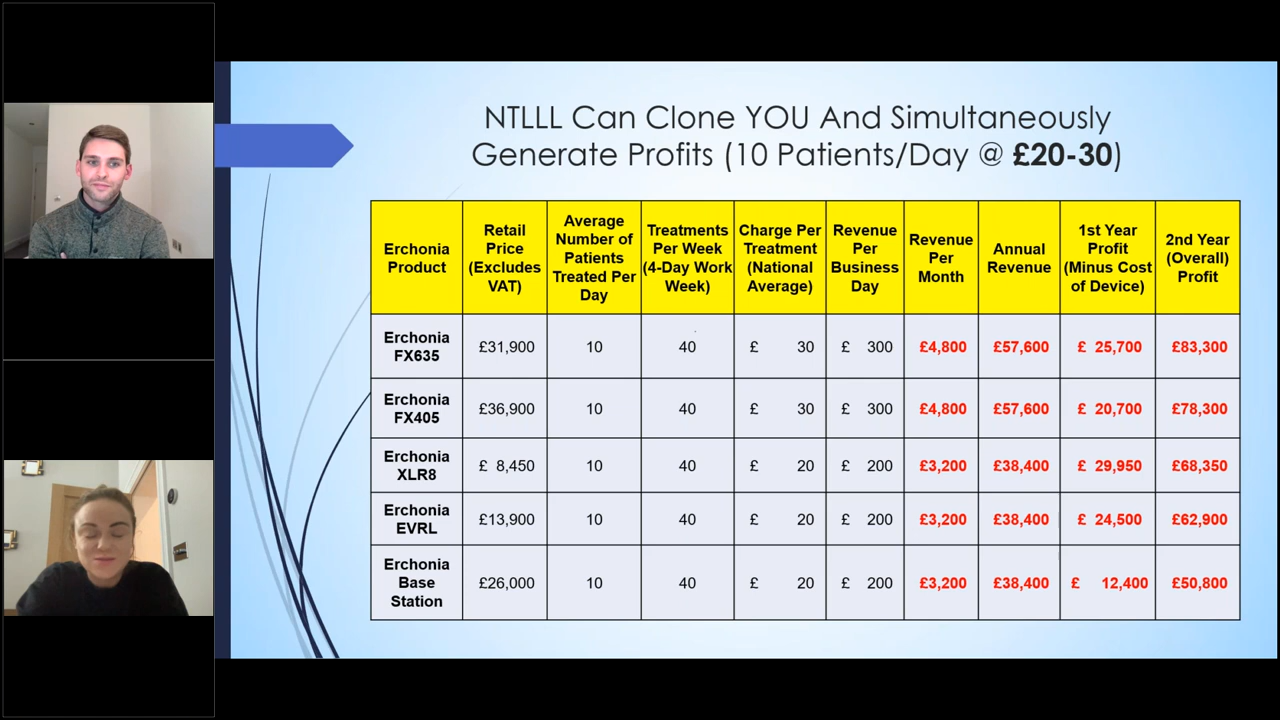 NTLLL Can Clone YOU And Simultaneously
Generate Profits (10 Patients/Day @ £20-30)
Erchonia
Product
Retail
Price
(Excludes
VAT)
Average
Number of
Patients
Treated Per
Day
Treatments
Per Week
(4-Day Work
Week)
Charge Per
Treatment
(National
Average)
Revenue
Per
Business
Day
Revenue
Per
Month
Annual
Revenue
1st Year
Profit
(Minus Cost
of Device)
2nd Year
(Overall)
Profit
Erchonia
FX635
£31,900
10
40
£ 30
£ 300
£4,800
£57,600
£ 25,700
£83,300
Erchonia
FX405
£36,900
10
40
£ 30
£ 300
£4,800
£57,600
£ 20,700
£78,300
Erchonia
XLR8
£ 8,450
10
40
£ 20
£ 200
£3,200
£38,400
£ 29,950
£68,350
Erchonia
EVRL
£13,900
10
40
£ 20
£ 200
£3,200
£38,400
£ 24,500
£62,900
Erchonia
Base
Station
£26,000
10
40
£ 20
£ 200
£3,200
£38,400
£ 12,400
£50,800